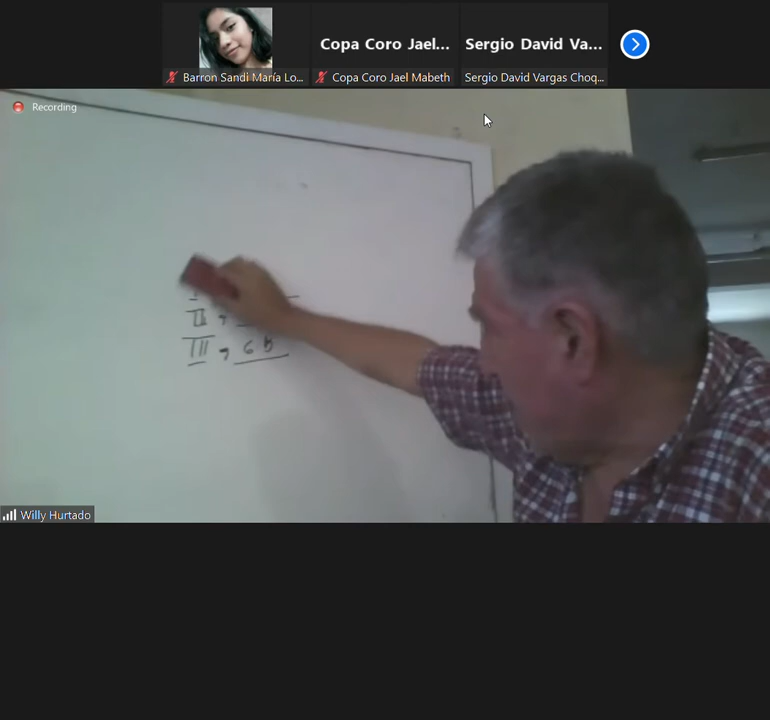 Copa Coro Jael...
Sergio David Va...
Barron Sandi María Lo...
Copa Coro Jael Mabeth
Sergio David Vargas Choq...
Recording
II,
III, 6 B
Willy Hurtado